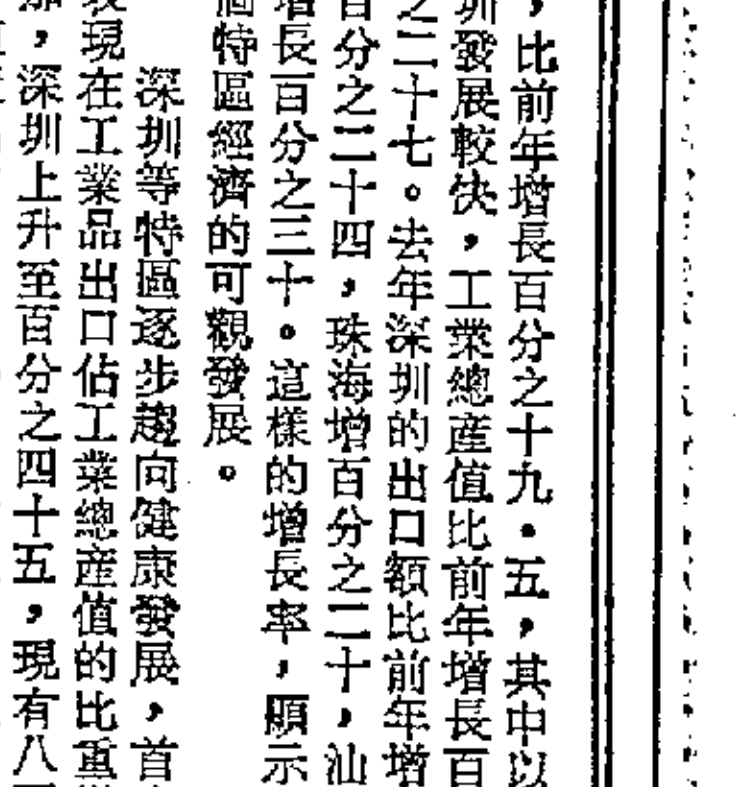 ，比前年增長百分之十九．五，其中以
圳發展較快，工業總產值比前年增長百
之二十七。去年深圳的出口額比前年增
百分之二十四，珠海增百分之二十，汕
增長百分之三十。這樣的增長率，顯示
個特區經濟的可觀發展。
深圳等特區逐步趨向健康發展，首
表現在工業品出口佔工業總產值的比重
加，深圳上升至百分之四十五，現有八